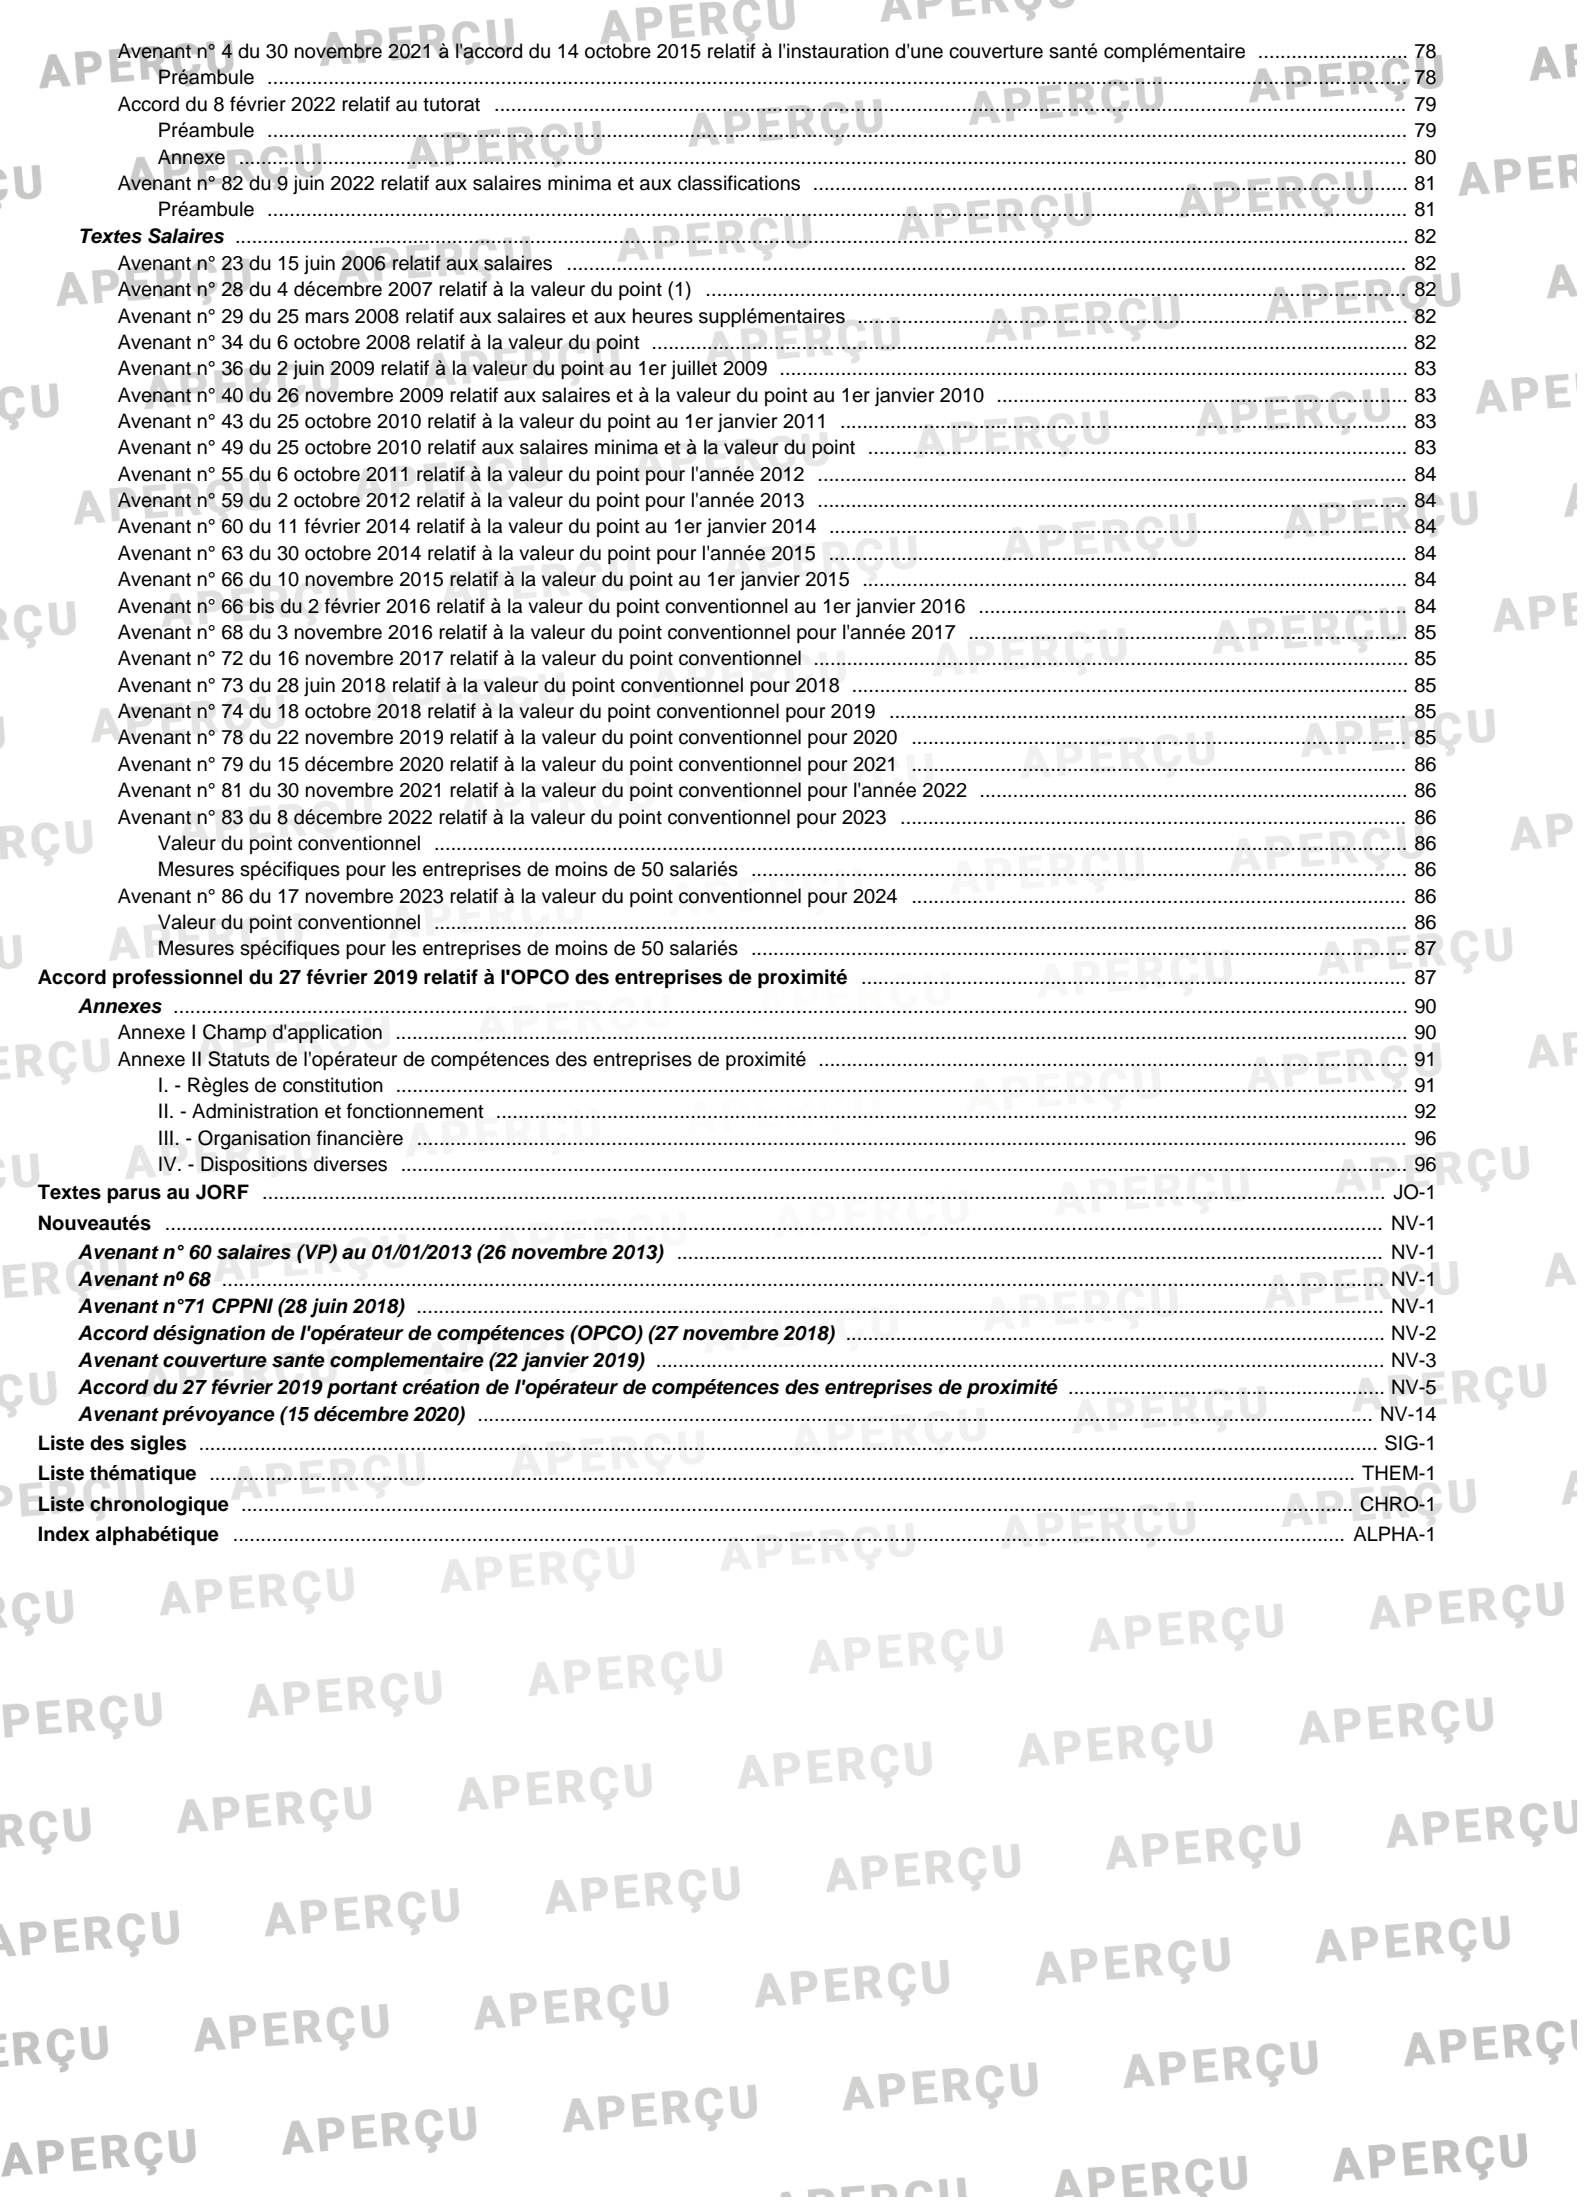 Avenant n° 4 du 30 novembre 2021 à l'accord du 14 octobre 2015 relatif à l'instauration d'une couverture santé complémentaire 78
Préambule 78
Accord du 8 février 2022 relatif au tutorat 79
Préambule 79
Annexe 80
Avenant n° 82 du 9 juin 2022 relatif aux salaires minima et aux classifications 81
Préambule 81
Textes Salaires 82
Avenant n° 23 du 15 juin 2006 relatif aux salaires 82
Avenant n° 28 du 4 décembre 2007 relatif à la valeur du point (1) 82
Avenant n° 29 du 25 mars 2008 relatif aux salaires et aux heures supplémentaires 82
Avenant n° 34 du 6 octobre 2008 relatif à la valeur du point 82
Avenant n° 36 du 2 juin 2009 relatif à la valeur du point au 1er juillet 2009 83
Avenant n° 40 du 26 novembre 2009 relatif aux salaires et à la valeur du point au 1er janvier 2010 83
Avenant n° 43 du 25 octobre 2010 relatif à la valeur du point au 1er janvier 2011 83
Avenant n° 49 du 25 octobre 2010 relatif aux salaires minima et à la valeur du point 83
Avenant n° 55 du 6 octobre 2011 relatif à la valeur du point pour l'année 2012 84
Avenant n° 59 du 2 octobre 2012 relatif à la valeur du point pour l'année 2013 84
Avenant n° 60 du 11 février 2014 relatif à la valeur du point au 1er janvier 2014 84
Avenant n° 63 du 30 octobre 2014 relatif à la valeur du point pour l'année 2015 84
Avenant n° 66 du 10 novembre 2015 relatif à la valeur du point au 1er janvier 2015 84
Avenant n° 66 bis du 2 février 2016 relatif à la valeur du point conventionnel au 1er janvier 2016 84
Avenant n° 68 du 3 novembre 2016 relatif à la valeur du point conventionnel pour l'année 2017 85
Avenant n° 72 du 16 novembre 2017 relatif à la valeur du point conventionnel 85
Avenant n° 73 du 28 juin 2018 relatif à la valeur du point conventionnel pour 2018 85
Avenant n° 74 du 18 octobre 2018 relatif à la valeur du point conventionnel pour 2019 85
Avenant n° 78 du 22 novembre 2019 relatif à la valeur du point conventionnel pour 2020 85
Avenant n° 79 du 15 décembre 2020 relatif à la valeur du point conventionnel pour 2021 86
Avenant n° 81 du 30 novembre 2021 relatif à la valeur du point conventionnel pour l'année 2022 86
Avenant n° 83 du 8 décembre 2022 relatif à la valeur du point conventionnel pour 2023 86
Valeur du point conventionnel 86
Mesures spécifiques pour les entreprises de moins de 50 salariés 86
Avenant n° 86 du 17 novembre 2023 relatif à la valeur du point conventionnel pour 2024 86
Valeur du point conventionnel 86
Mesures spécifiques pour les entreprises de moins de 50 salariés 87
Accord professionnel du 27 février 2019 relatif à l'OPCO des entreprises de proximité 87
Annexes 90
Annexe I Champ d'application 90
Annexe II Statuts de l'opérateur de compétences des entreprises de proximité 91
I. - Règles de constitution 91
II. - Administration et fonctionnement 92
III. - Organisation financière 96
IV. - Dispositions diverses 96
Textes parus au JORF JO-1
Nouveautés NV-1
Avenant n° 60 salaires (VP) au 01/01/2013 (26 novembre 2013) NV-1
Avenant nº 68 NV-1
Avenant n°71 CPPNI (28 juin 2018) NV-1
Accord désignation de l'opérateur de compétences (OPCO) (27 novembre 2018) NV-2
Avenant couverture sante complementaire (22 janvier 2019) NV-3
Accord du 27 février 2019 portant création de l'opérateur de compétences des entreprises de proximité NV-5
Avenant prévoyance (15 décembre 2020) NV-14
Liste des sigles SIG-1
Liste thématique THEM-1
Liste chronologique CHRO-1
Index alphabétique ALPHA-1
APERÇU